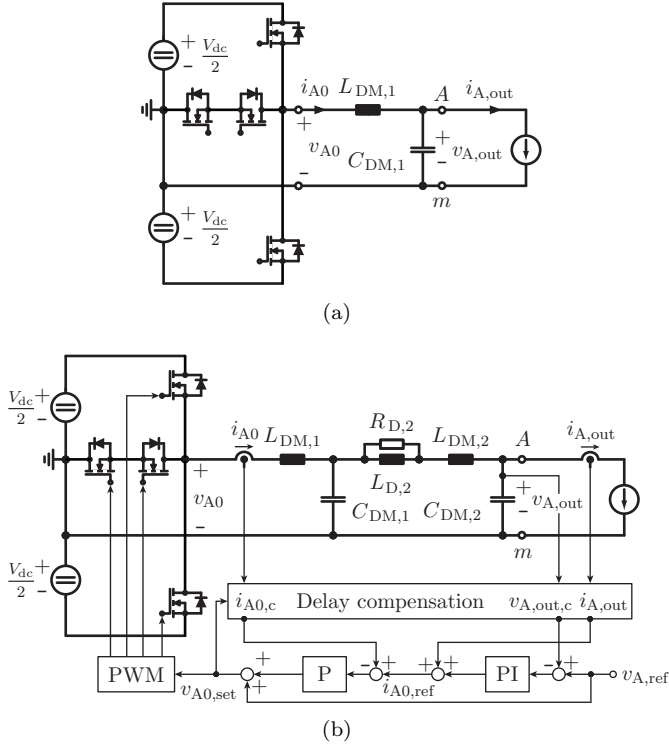 + V_dc/2 -
i_A0 L_DM,1 A i_A,out
+ v_A0 - C_DM,1 + v_A,out -
m
+ V_dc/2 -
(a)
V_dc/2 + -
i_A0 L_DM,1 R_D,2 L_DM,2 A i_A,out
L_D,2
+ v_A0 - C_DM,1 C_DM,2 + v_A,out -
m
V_dc/2 + -
i_A0,c Delay compensation v_A,out,c i_A,out
PWM v_A0,set + + P - + i_A0,ref + + PI - + v_A,ref
(b)